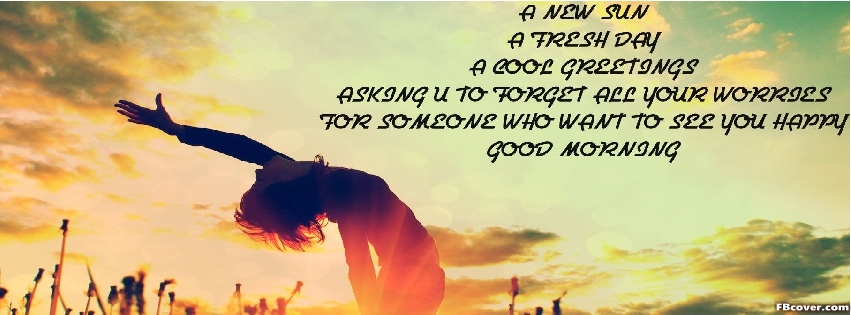 A NEW SUN
A FRESH DAY
A COOL GREETINGS
ASKING U TO FORGET ALL YOUR WORRIES
FOR SOMEONE WHO WANT TO SEE YOU HAPPY
GOOD MORNING
FBcover.com